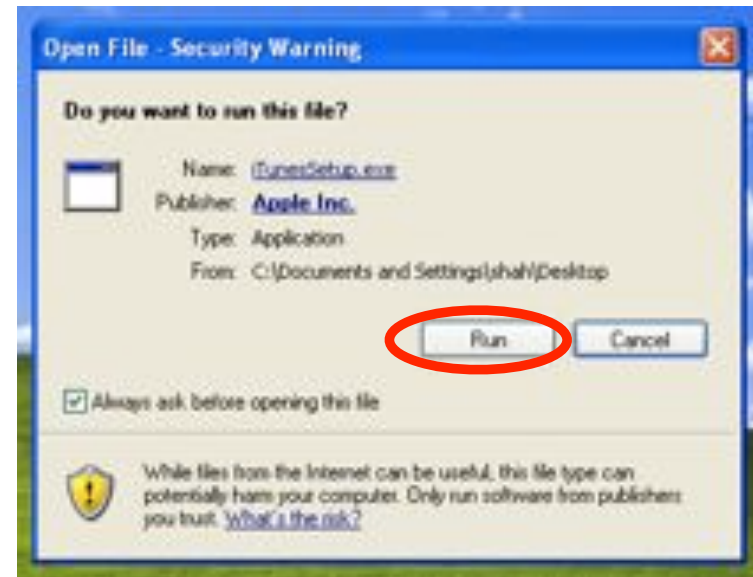 Open File - Security Warning
Do you want to run this file?
Name: iTunesSetup.exe
Publisher: Apple Inc.
Type: Application
From: C:\Documents and Settings\shah\Desktop
Run
Cancel
Always ask before opening this file
While files from the Internet can be useful, this file type can
potentially harm your computer. Only run software from publishers
you trust. What's the risk?